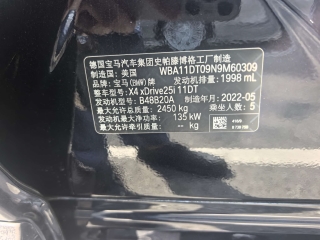 德国宝马汽车集团史帕滕博格工厂制造
制造国：美国 WBA11DT09N9M60309
品牌：宝马(BMW)牌 发动机排量：1998 mL
整车型号：X4 xDrive25i 11DT
发动机型号：B48B20A 制造年月：2022-05
最大允许总质量：2450 kg 乘坐人数：5
发动机最大净功率：135 kW
最大允许牵引质量：-- kg